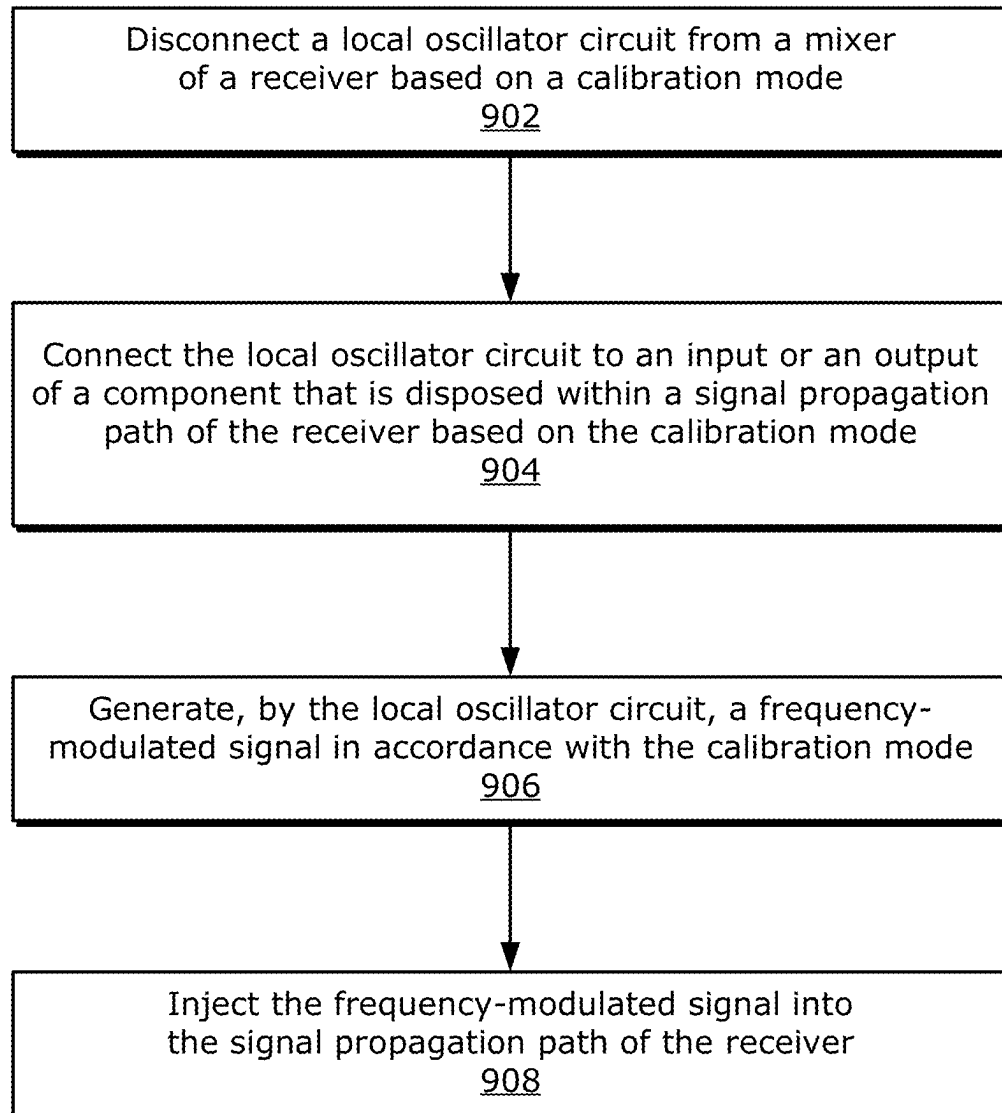 Disconnect a local oscillator circuit from a mixer
of a receiver based on a calibration mode
902
Connect the local oscillator circuit to an input or an output
of a component that is disposed within a signal propagation
path of the receiver based on the calibration mode
904
Generate, by the local oscillator circuit, a frequency-
modulated signal in accordance with the calibration mode
906
Inject the frequency-modulated signal into
the signal propagation path of the receiver
908